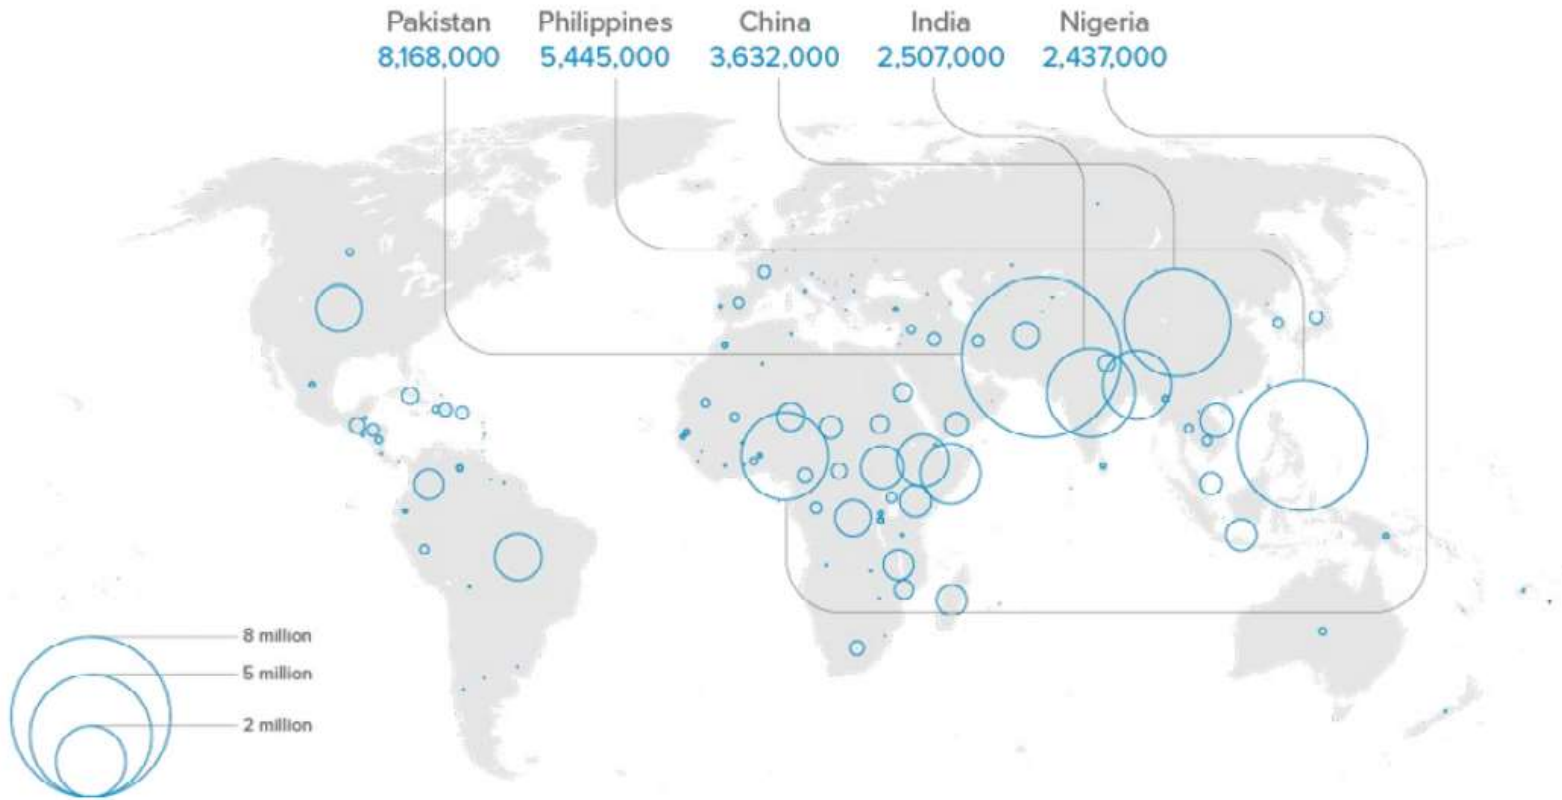 Pakistan Philippines China India Nigeria
8,168,000 5,445,000 3,632,000 2,507,000 2,437,000
8 million
5 million
2 million